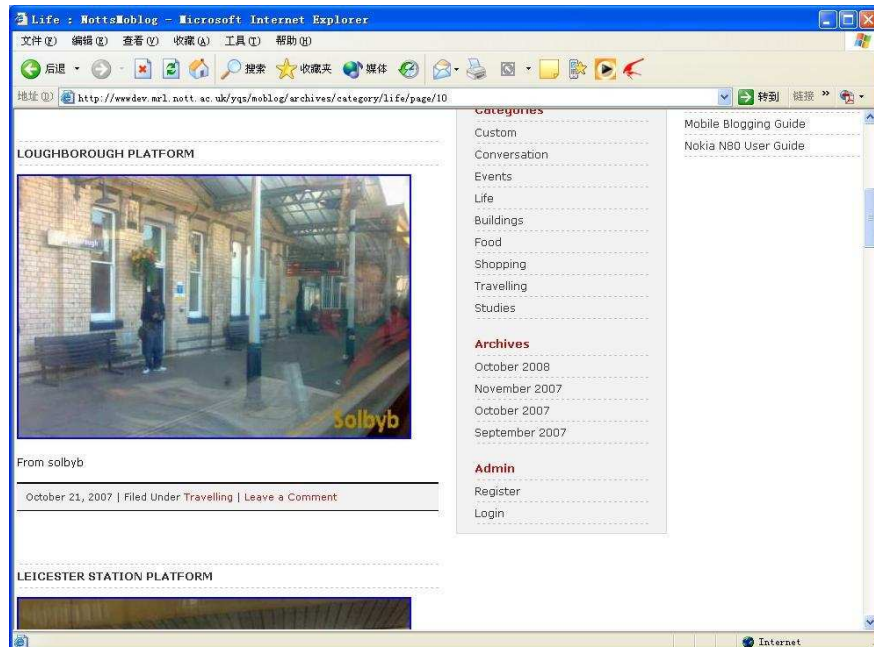 Life : NottsMoblog - Microsoft Internet Explorer
文件(F) 编辑(E) 查看(V) 收藏(A) 工具(T) 帮助(H)
后退 搜索 收藏夹 媒体
地址(D) http://wwwdev.mrl.nott.ac.uk/yqs/moblog/archives/category/life/page/10 转到 链接 »
LOUGHBOROUGH PLATFORM
Solbyb
From solbyb
October 21, 2007 | Filed Under Travelling | Leave a Comment
LEICESTER STATION PLATFORM
Categories
Custom
Conversation
Events
Life
Buildings
Food
Shopping
Travelling
Studies
Archives
October 2008
November 2007
October 2007
September 2007
Admin
Register
Login
Mobile Blogging Guide
Nokia N80 User Guide
Internet